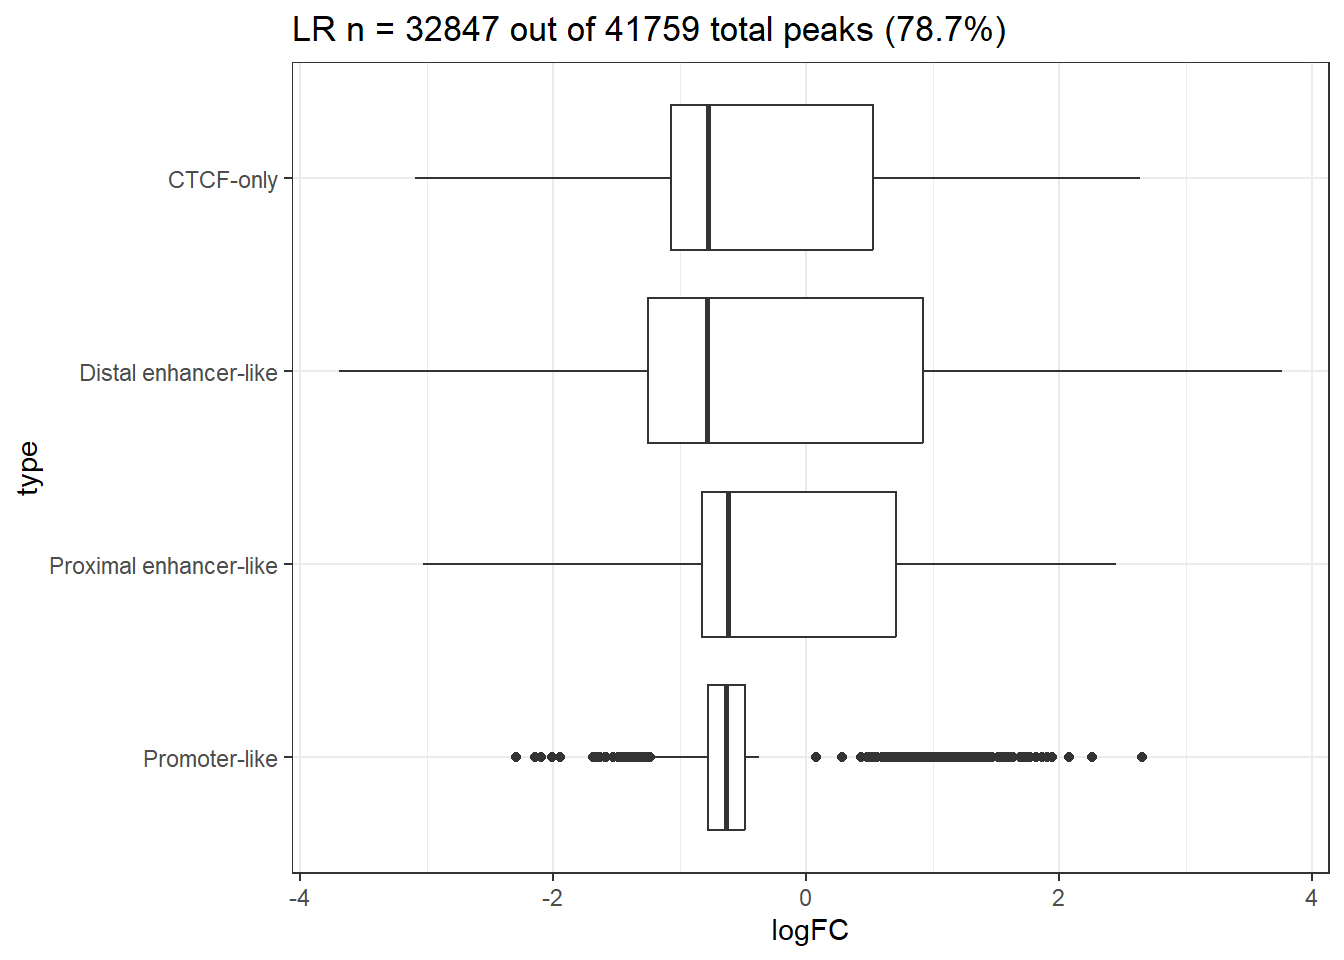 LR n = 32847 out of 41759 total peaks (78.7%)
CTCF-only
Distal enhancer-like
Proximal enhancer-like
Promoter-like
type
-4 -2 0 2 4
logFC